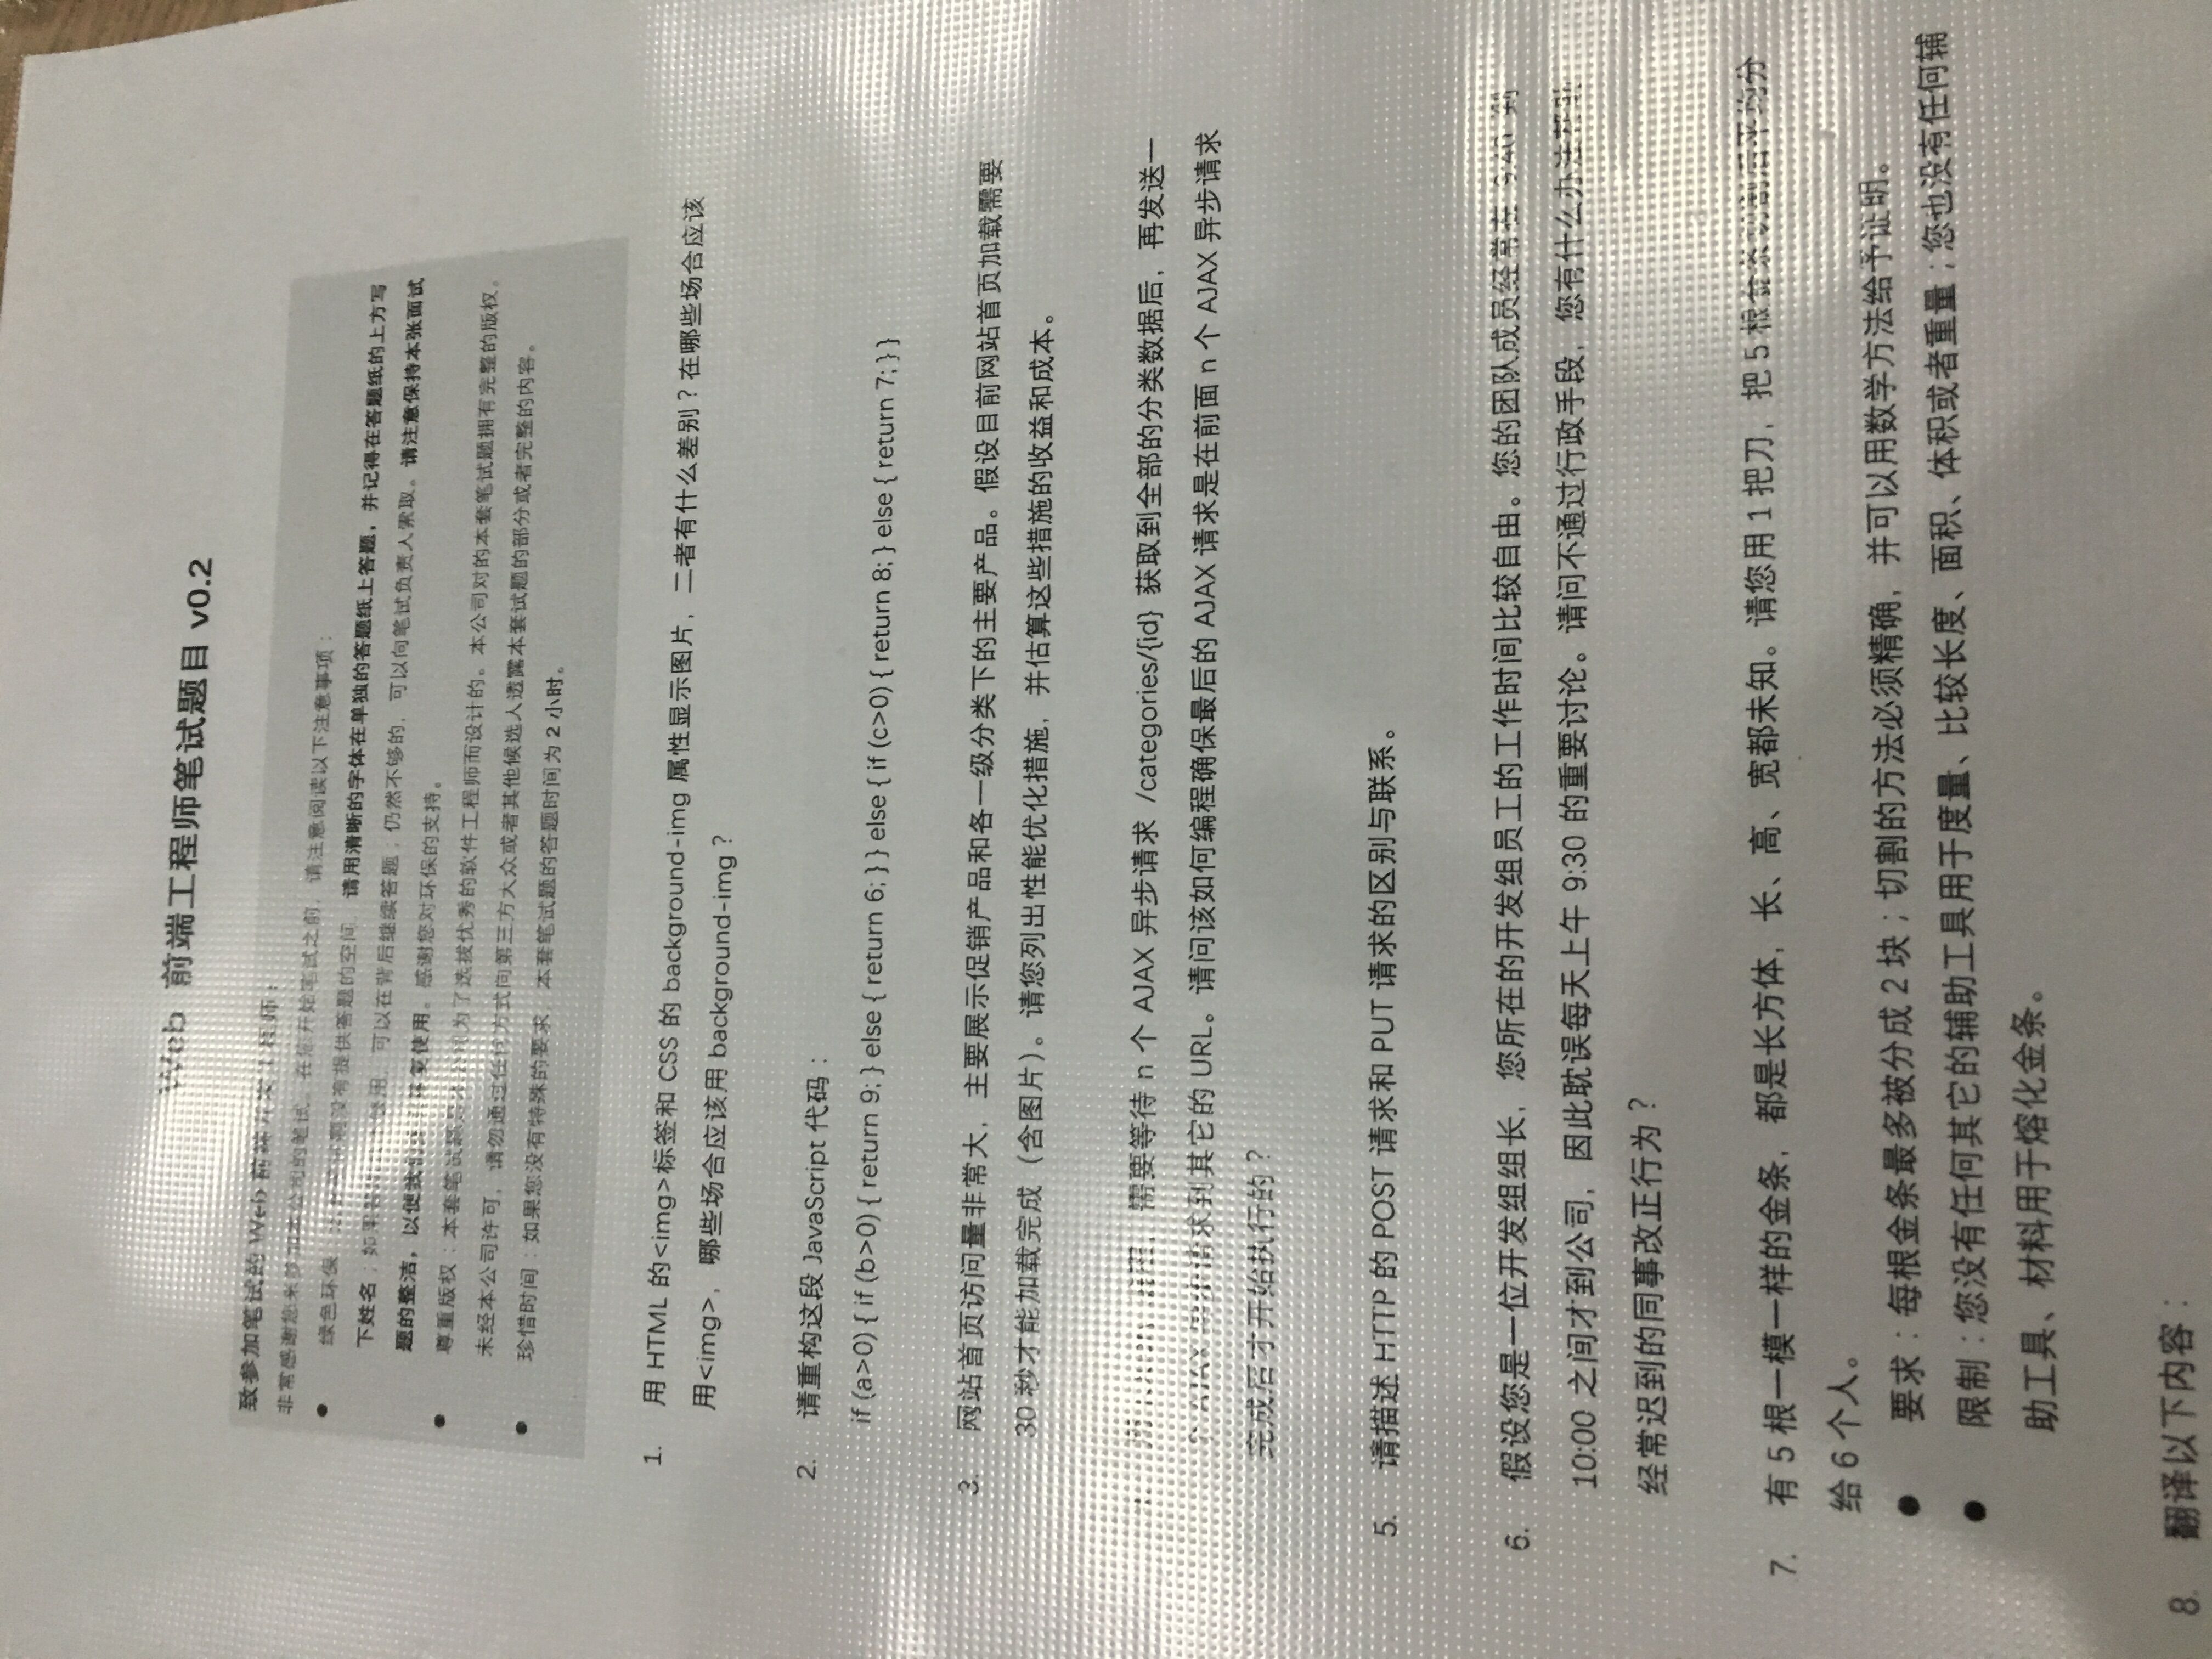 Web 前端工程师笔试题目 v0.2
致参加笔试的 Web 前端开发工程师：
非常感谢您来参加本公司的笔试。在您开始笔试之前，请注意阅读以下注意事项：
● 绿色环保 提供答题的空间，请用清晰的字体在单独的答题纸上答题，并记得在答题纸的上方写
下姓名；如果 可以在背后继续答题；仍然不够的，可以向笔试负责人索取。请注意保持本张面试
题的整洁，以便我们 使用。感谢您对环保的支持。
● 尊重版权：本套笔试题 为了选拔优秀的软件工程师而设计的。本公司对的本套笔试题拥有完整的版权。
未经本公司许可，请勿通过任何方式向第三方大众或者其他候选人透露本套试题的部分或者完整的内容。
● 珍惜时间：如果您没有特殊的要求，本套笔试题的答题时间为 2 小时。
1. 用 HTML 的<img>标签和 CSS 的 background-img 属性显示图片，二者有什么差别？在哪些场合应该
用<img>，哪些场合应该用 background-img？
2. 请重构这段 JavaScript 代码：
if (a>0) { if (b>0) { return 9; } else { return 6; } } else { if (c>0) { return 8; } else { return 7; } }
3. 网站首页访问量非常大，主要展示促销产品和各一级分类下的主要产品。假设目前网站首页加载需要
30 秒才能加载完成（含图片）。请您列出性能优化措施，并估算这些措施的收益和成本。
需要等待 n 个 AJAX 异步请求 /categories/{id} 获取到全部的分类数据后，再发送一
个 AJAX 请求到其它的 URL。请问该如何编程确保最后的 AJAX 请求是在前面 n 个 AJAX 异步请求
完成后才开始执行的？
5. 请描述 HTTP 的 POST 请求和 PUT 请求的区别与联系。
6. 假设您是一位开发组组长，您所在的开发组员工的工作时间比较自由。您的团队成员经常在 9:40 到
10:00 之间才到公司，因此耽误每天上午 9:30 的重要讨论。请问不通过行政手段，您有什么办法帮助
经常迟到的同事改正行为？
7. 有 5 根一模一样的金条，都是长方体，长、高、宽都未知。请您用 1 把刀，把 5 根金条切割后平均分
给 6 个人。
● 要求：每根金条最多被分成 2 块；切割的方法必须精确，并可以用数学方法给予证明。
● 限制：您没有任何其它的辅助工具用于度量、比较长度、面积、体积或者重量；您也没有任何辅
助工具、材料用于熔化金条。
8. 翻译以下内容：